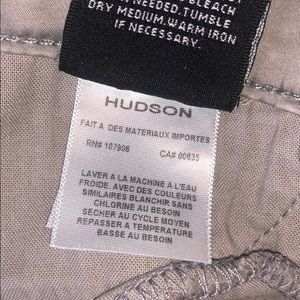 BLEACH
NEEDED. TUMBLE
DRY MEDIUM. WARM IRON
IF NECESSARY.
HUDSON
FAIT A DES MATERIAUX IMPORTES
RN# 107906 CA# 00635
LAVER A LA MACHINE A L'EAU
FROIDE. AVEC DES COULEURS
SIMILAIRES BLANCHIR SANS
CHLORINE AU BESOIN
SECHER AU CYCLE MOYEN
REPASSER A TEMPERATURE
BASSE AU BESOIN